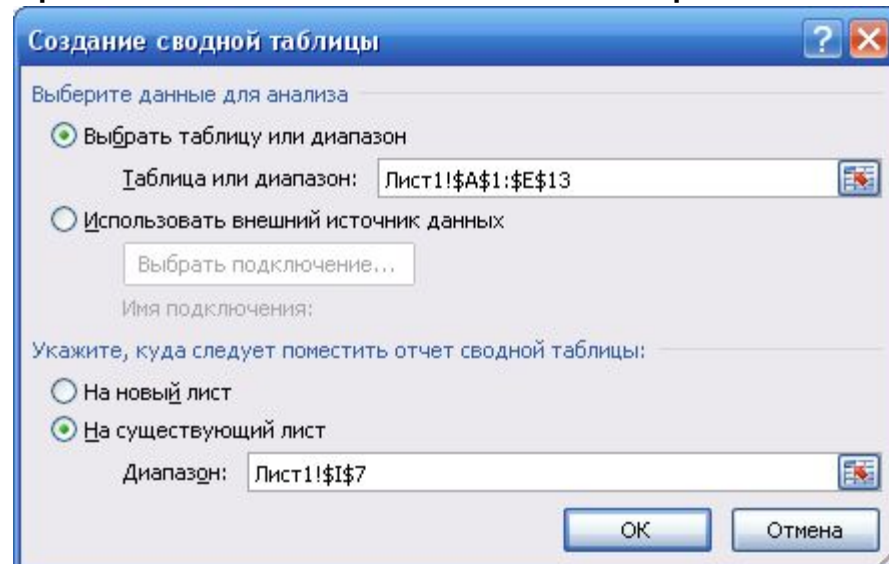 Создание сводной таблицы
Выберите данные для анализа
Выбрать таблицу или диапазон
Таблица или диапазон: Лист1!$A$1:$E$13
Использовать внешний источник данных
Выбрать подключение...
Имя подключения:
Укажите, куда следует поместить отчет сводной таблицы:
На новый лист
На существующий лист
Диапазон: Лист1!$I$7
ОК Отмена